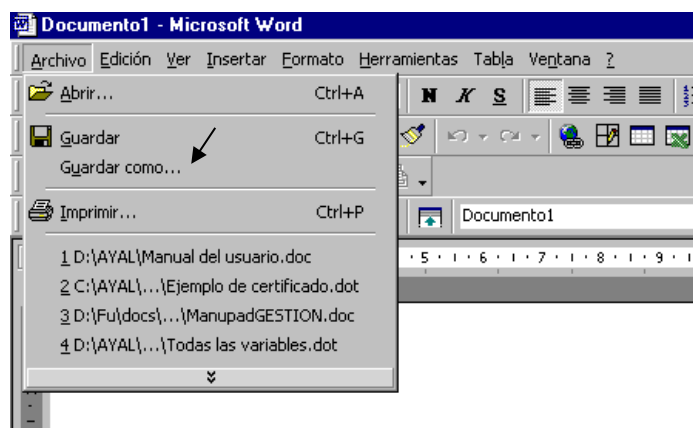 Documento1 - Microsoft Word
Archivo Edición Ver Insertar Formato Herramientas Tabla Ventana ?
Abrir... Ctrl+A
N K S
Guardar Ctrl+G
Guardar como...
Imprimir... Ctrl+P
Documento1
1 D:\AYAL\Manual del usuario.doc
· 5 · ı · 6 · ı · 7 · ı · 8 · ı · 9 · ı
2 C:\AYAL\...\Ejemplo de certificado.dot
3 D:\Fu\docs\...\ManupadGESTION.doc
4 D:\AYAL\...\Todas las variables.dot